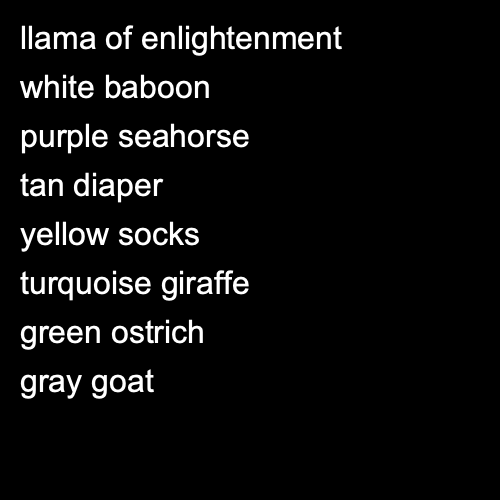 llama of enlightenment
white baboon
purple seahorse
tan diaper
yellow socks
turquoise giraffe
green ostrich
gray goat